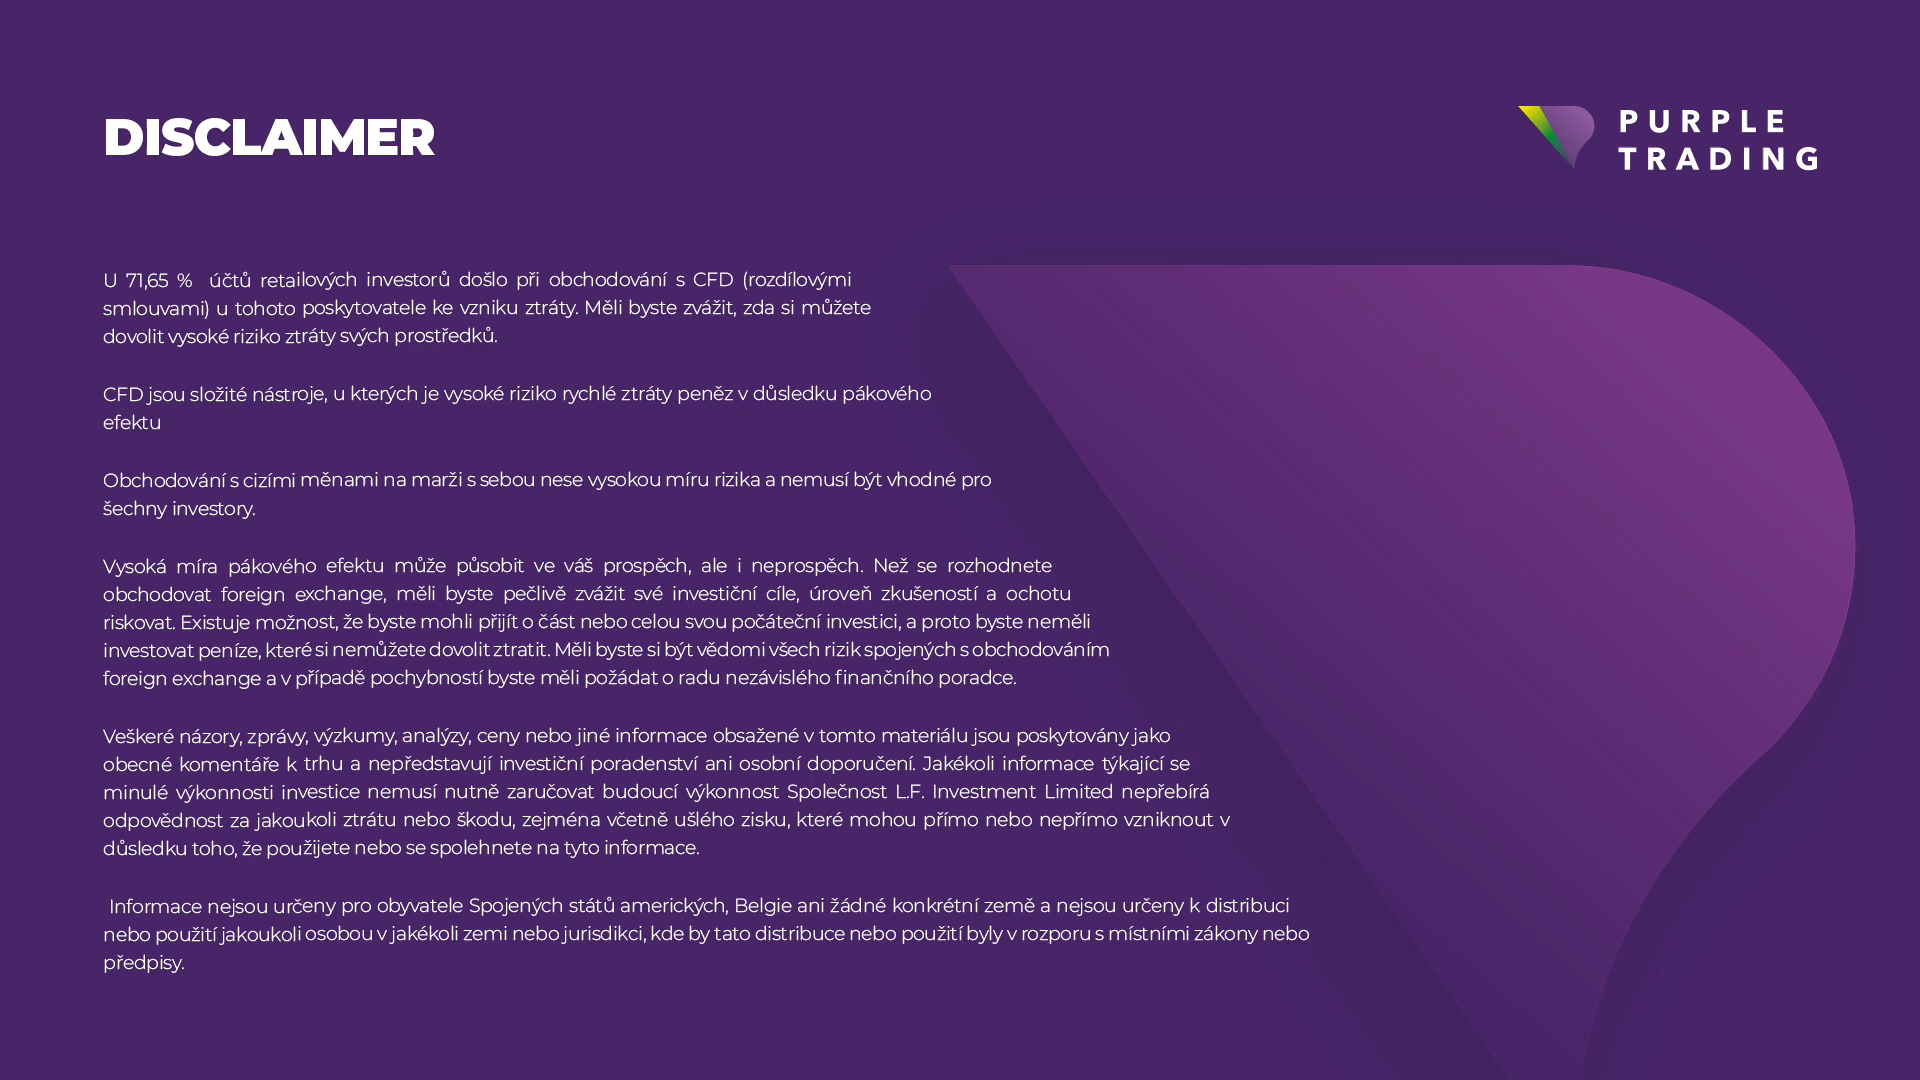 DISCLAIMER
PURPLE
TRADING
U 71,65 % účtů retailových investorů došlo při obchodování s CFD (rozdílovými
smlouvami) u tohoto poskytovatele ke vzniku ztráty. Měli byste zvážit, zda si můžete
dovolit vysoké riziko ztráty svých prostředků.
CFD jsou složité nástroje, u kterých je vysoké riziko rychlé ztráty peněz v důsledku pákového
efektu
Obchodování s cizími měnami na marži s sebou nese vysokou míru rizika a nemusí být vhodné pro
šechny investory.
Vysoká míra pákového efektu může působit ve váš prospěch, ale i neprospěch. Než se rozhodnete
obchodovat foreign exchange, měli byste pečlivě zvážit své investiční cíle, úroveň zkušeností a ochotu
riskovat. Existuje možnost, že byste mohli přijít o část nebo celou svou počáteční investici, a proto byste neměli
investovat peníze, které si nemůžete dovolit ztratit. Měli byste si být vědomi všech rizik spojených s obchodováním
foreign exchange a v případě pochybností byste měli požádat o radu nezávislého finančního poradce.
Veškeré názory, zprávy, výzkumy, analýzy, ceny nebo jiné informace obsažené v tomto materiálu jsou poskytovány jako
obecné komentáře k trhu a nepředstavují investiční poradenství ani osobní doporučení. Jakékoli informace týkající se
minulé výkonnosti investice nemusí nutně zaručovat budoucí výkonnost Společnost L.F. Investment Limited nepřebírá
odpovědnost za jakoukoli ztrátu nebo škodu, zejména včetně ušlého zisku, které mohou přímo nebo nepřímo vzniknout v
důsledku toho, že použijete nebo se spolehnete na tyto informace.
Informace nejsou určeny pro obyvatele Spojených států amerických, Belgie ani žádné konkrétní země a nejsou určeny k distribuci
nebo použití jakoukoli osobou v jakékoli zemi nebo jurisdikci, kde by tato distribuce nebo použití byly v rozporu s místními zákony nebo
předpisy.